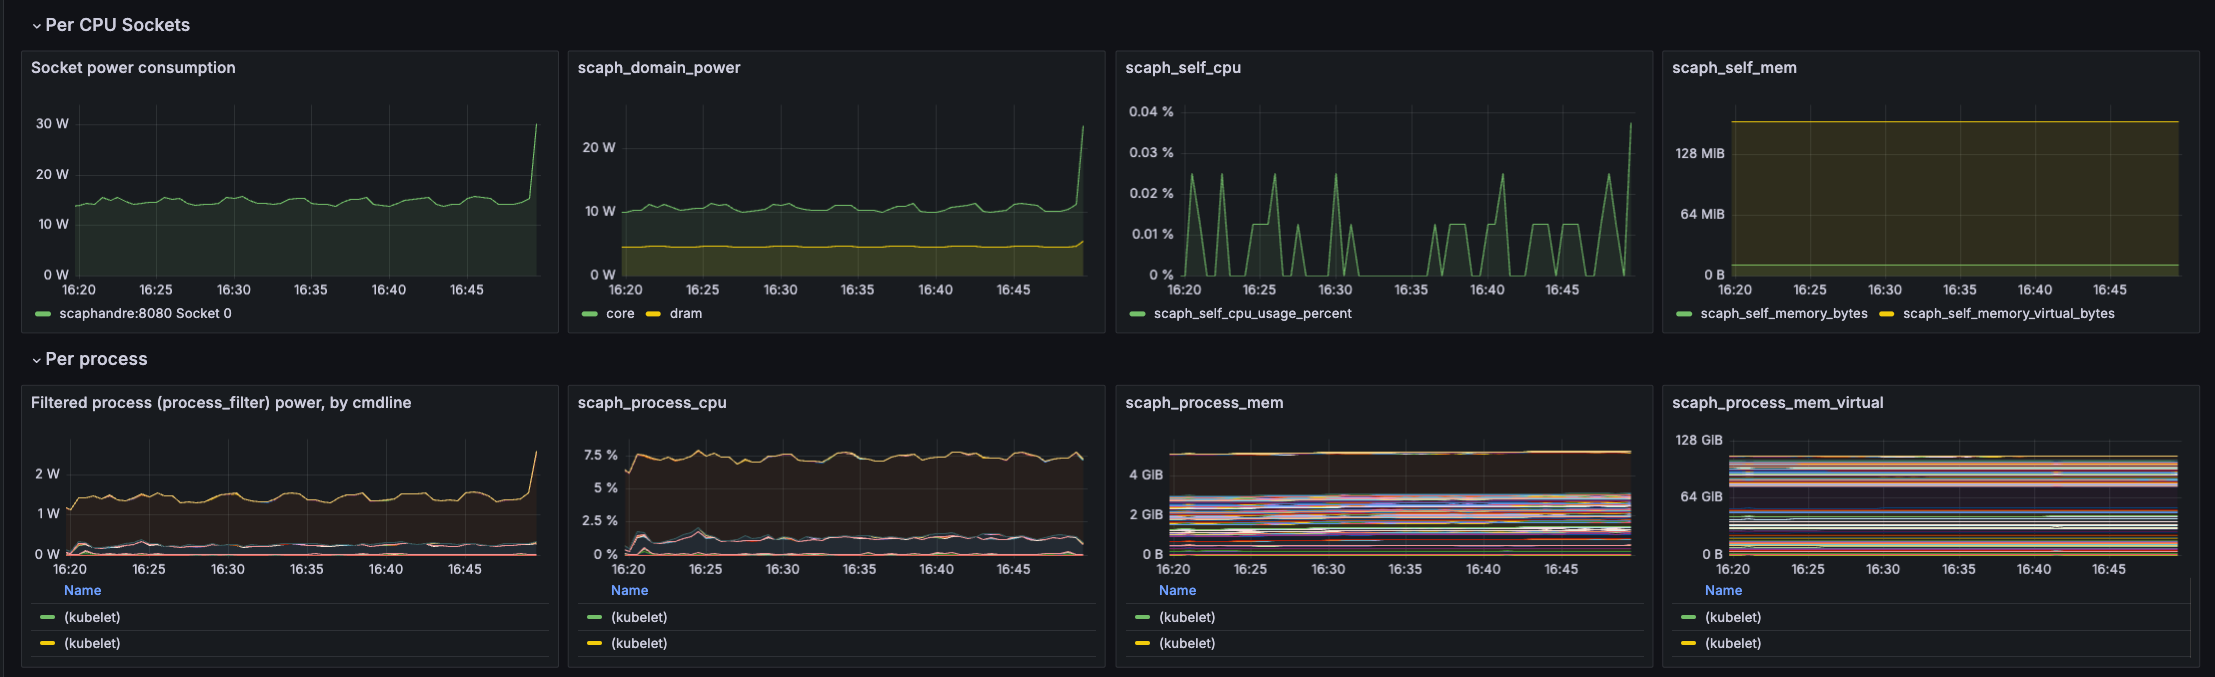 Per CPU Sockets
Socket power consumption
30 W
20 W
10 W
0 W
16:20 16:25 16:30 16:35 16:40 16:45
scaphandre:8080 Socket 0
scaph_domain_power
20 W
10 W
0 W
16:20 16:25 16:30 16:35 16:40 16:45
core dram
scaph_self_cpu
0.04 %
0.03 %
0.02 %
0.01 %
0 %
16:20 16:25 16:30 16:35 16:40 16:45
scaph_self_cpu_usage_percent
scaph_self_mem
128 MiB
64 MiB
0 B
16:20 16:25 16:30 16:35 16:40 16:45
scaph_self_memory_bytes scaph_self_memory_virtual_bytes
Per process
Filtered process (process_filter) power, by cmdline
2 W
1 W
0 W
16:20 16:25 16:30 16:35 16:40 16:45
Name
(kubelet)
(kubelet)
scaph_process_cpu
7.5 %
5 %
2.5 %
0 %
16:20 16:25 16:30 16:35 16:40 16:45
Name
(kubelet)
(kubelet)
scaph_process_mem
4 GiB
2 GiB
0 B
16:20 16:25 16:30 16:35 16:40 16:45
Name
(kubelet)
(kubelet)
scaph_process_mem_virtual
128 GiB
64 GiB
0 B
16:20 16:25 16:30 16:35 16:40 16:45
Name
(kubelet)
(kubelet)